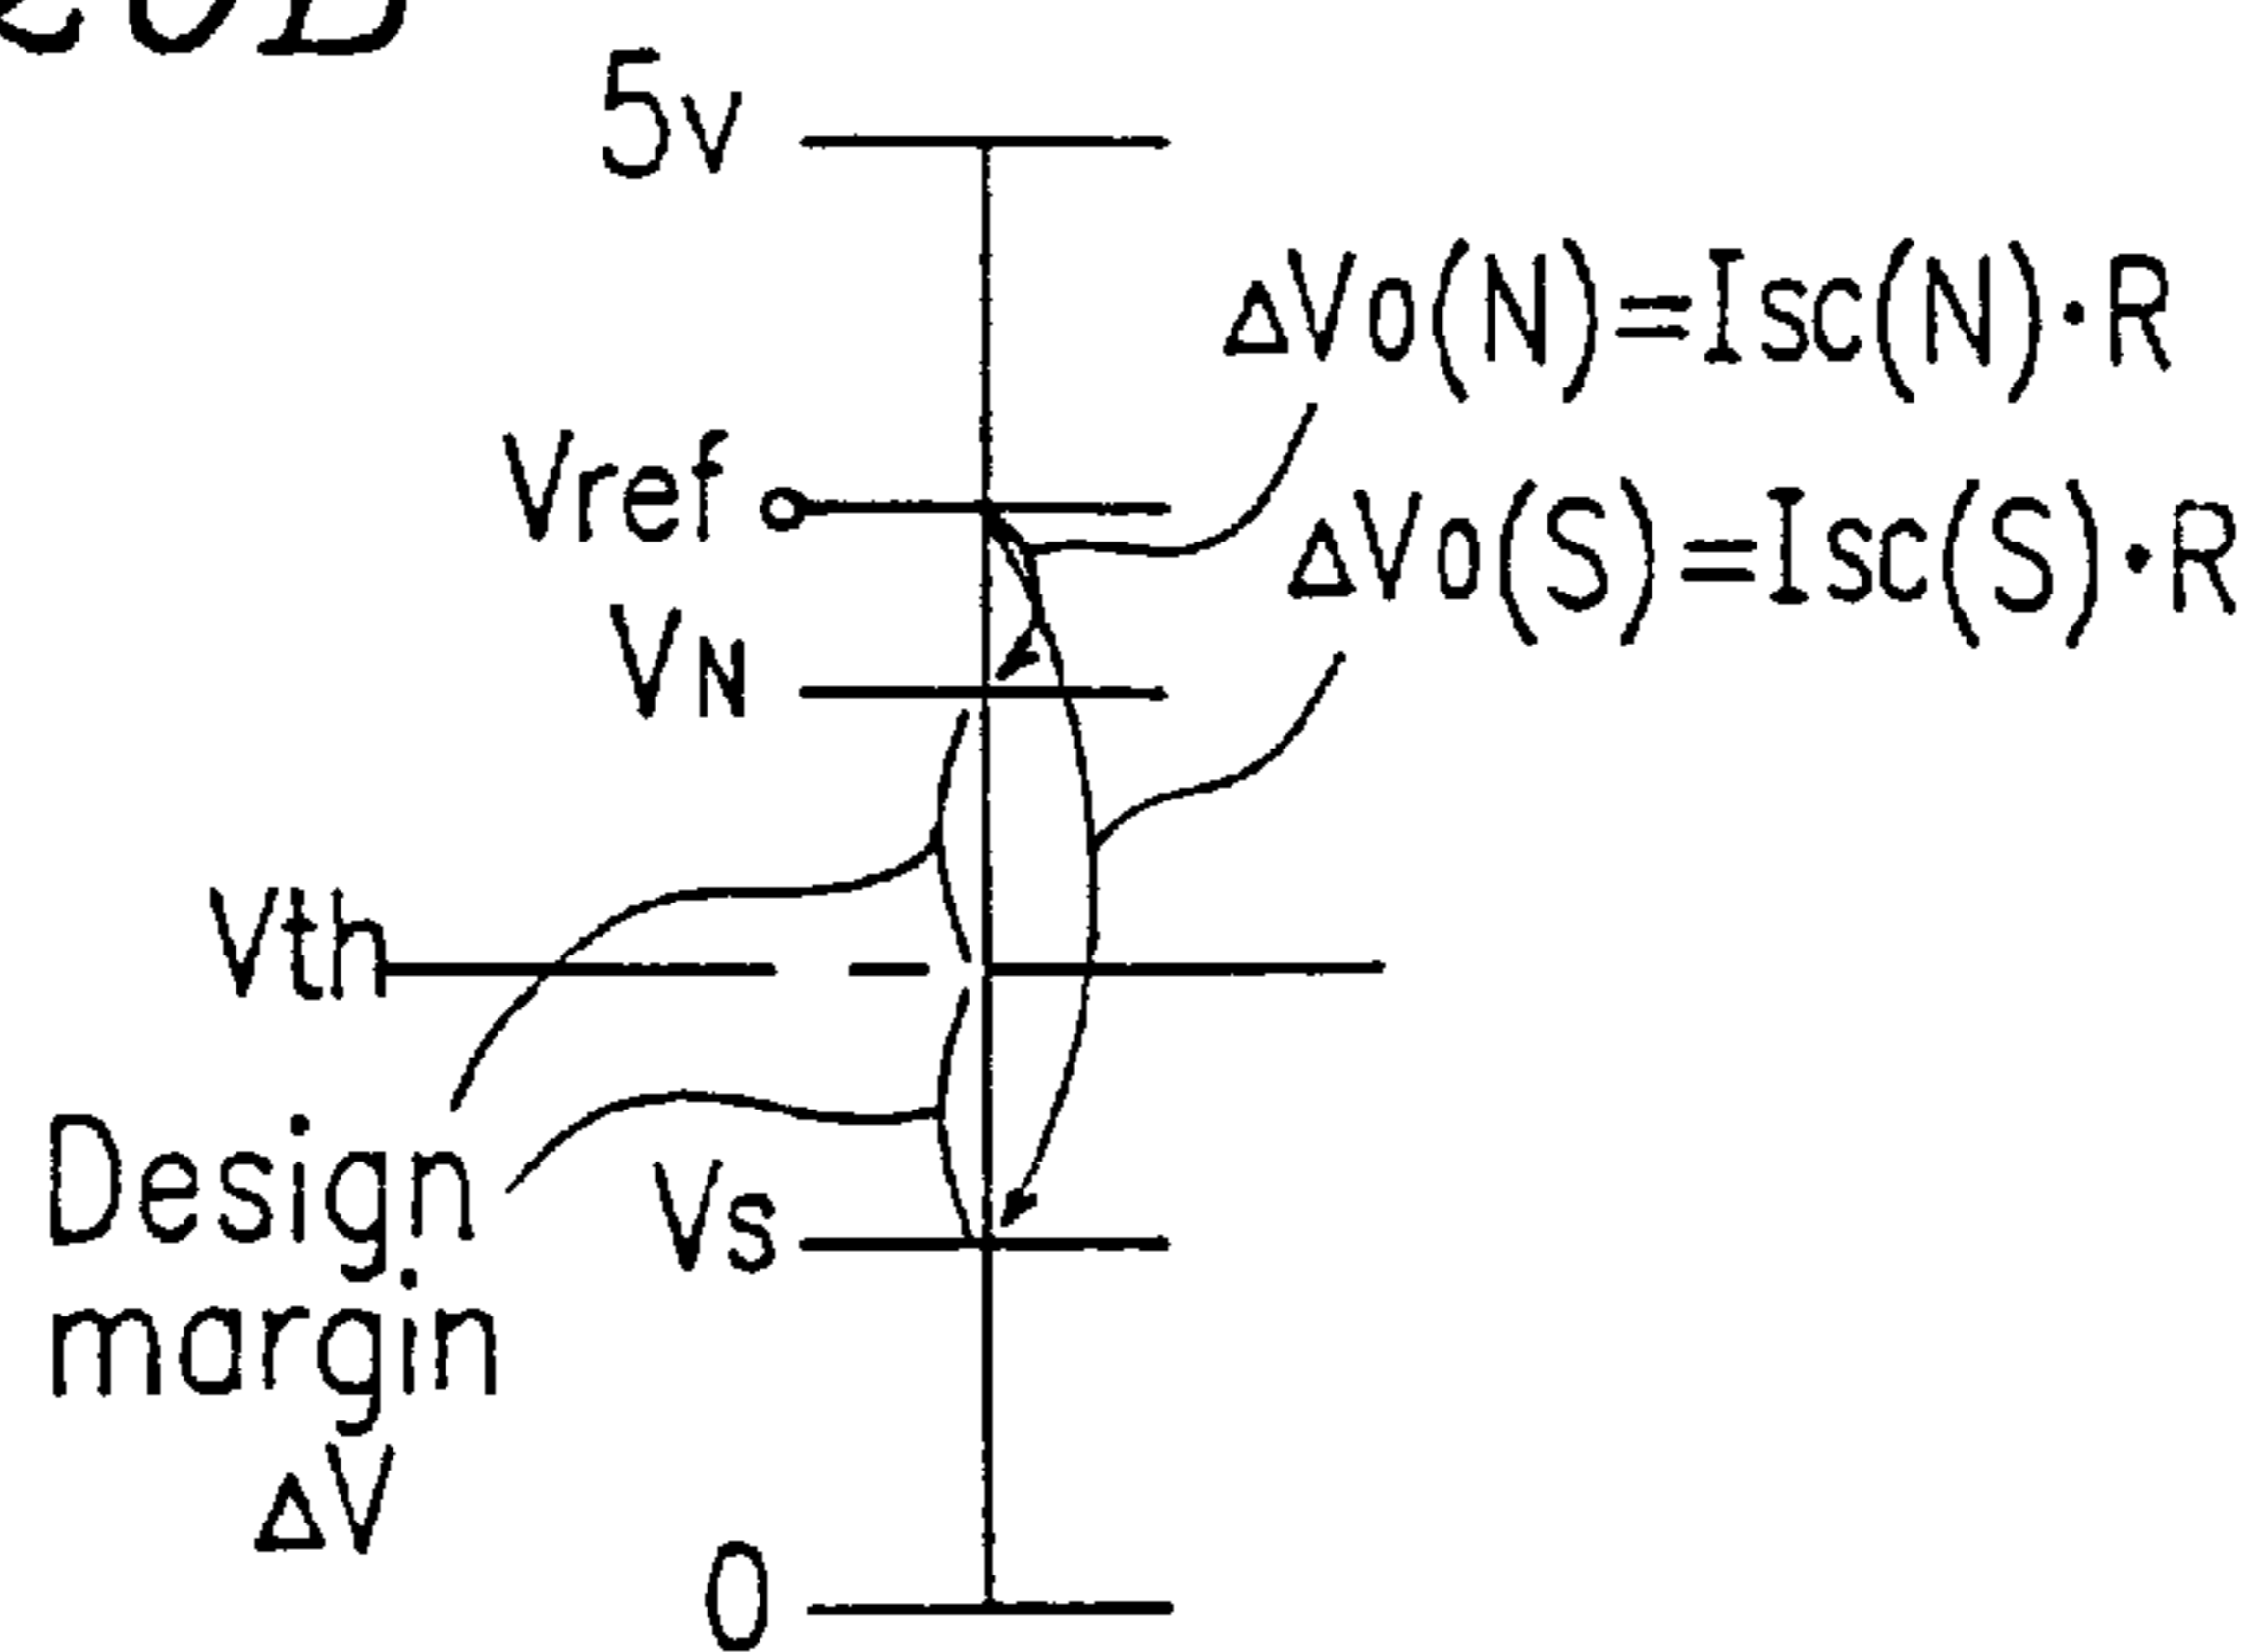 5v
ΔVo(N)=Isc(N)·R
Vref
ΔVo(S)=Isc(S)·R
VN
Vth
Design
margin
ΔV
Vs
0